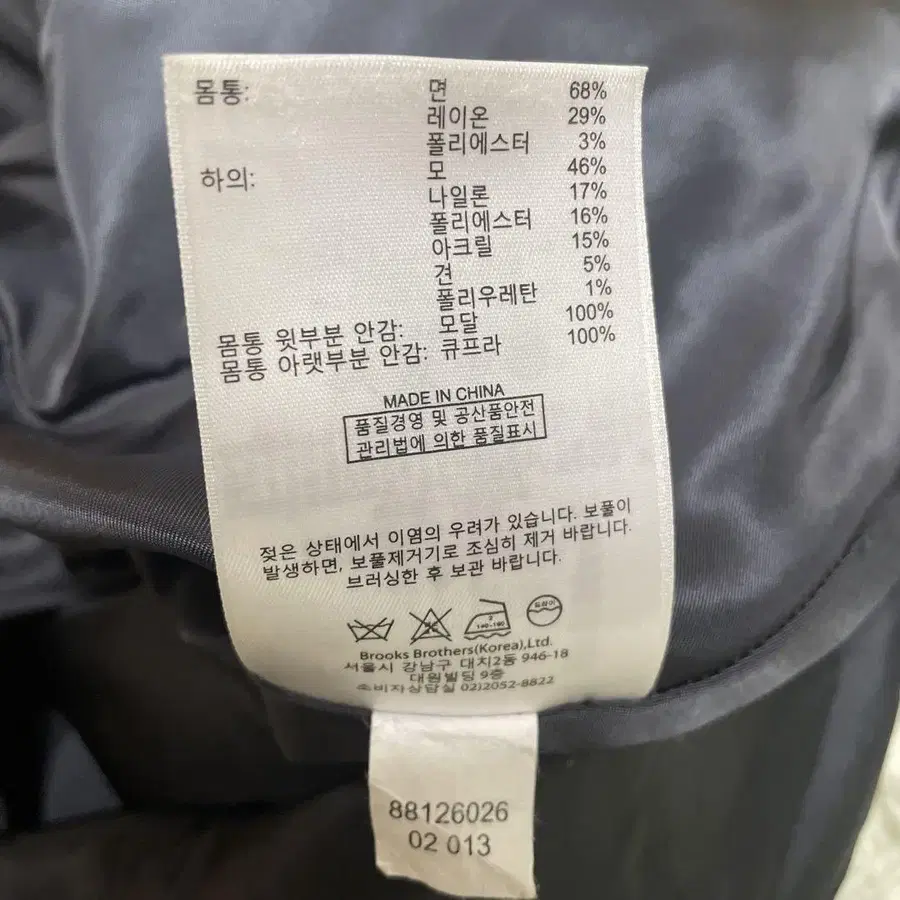 몸통: 면 68%
레이온 29%
폴리에스터 3%
하의: 모 46%
나일론 17%
폴리에스터 16%
아크릴 15%
견 5%
폴리우레탄 1%
몸통 윗부분 안감: 모달 100%
몸통 아랫부분 안감: 큐프라 100%
MADE IN CHINA
품질경영 및 공산품안전
관리법에 의한 품질표시
젖은 상태에서 이염의 우려가 있습니다. 보풀이
발생하면, 보풀제거기로 조심히 제거 바랍니다.
브러싱한 후 보관 바랍니다.
드라이
Brooks Brothers(Korea),Ltd.
서울시 강남구 대치2동 946-18
대원빌딩 9층
소비자상담실 02)2052-8822
88126026
02 013